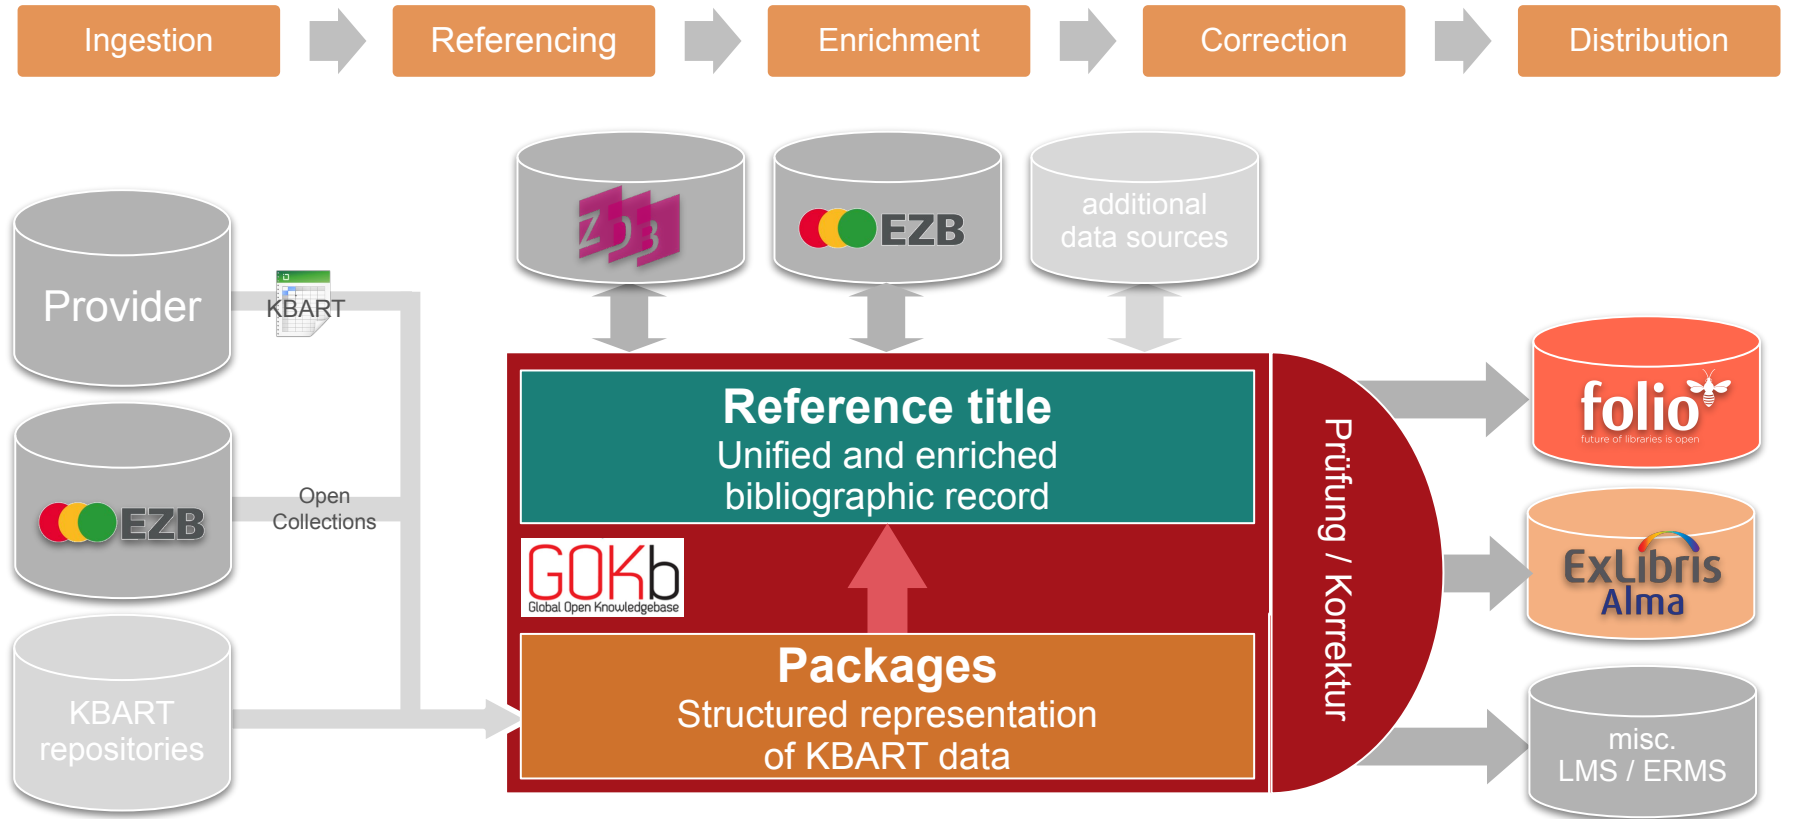 Ingestion
Referencing
Enrichment
Correction
Distribution
ZDB
EZB
additional
data sources
Provider
KBART
EZB
Open
Collections
KBART
repositories
Reference title
Unified and enriched
bibliographic record
GOKb
Global Open Knowledgebase
Packages
Structured representation
of KBART data
Prüfung / Korrektur
folio
future of libraries is open
ExLibris
Alma
misc.
LMS / ERMS